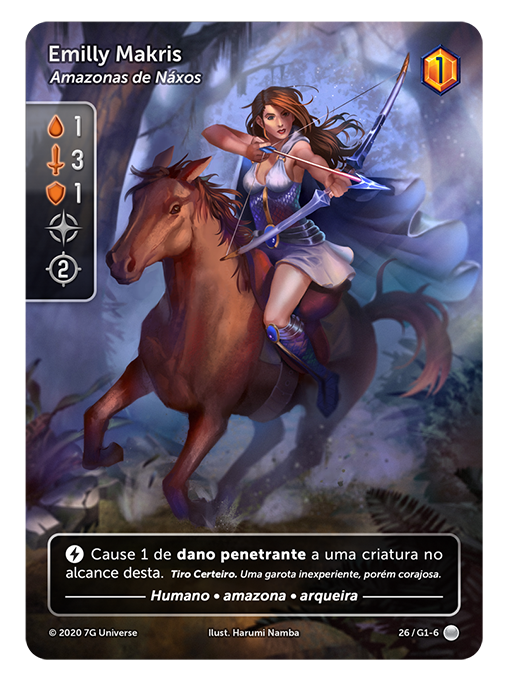 Emilly Makris
Amazonas de Náxos
1
1
3
1
2
Cause 1 de dano penetrante a uma criatura no
alcance desta. Tiro Certeiro. Uma garota inexperiente, porém corajosa.
Humano • amazona • arqueira
© 2020 7G Universe
Ilust. Harumi Namba
26 / G1-6